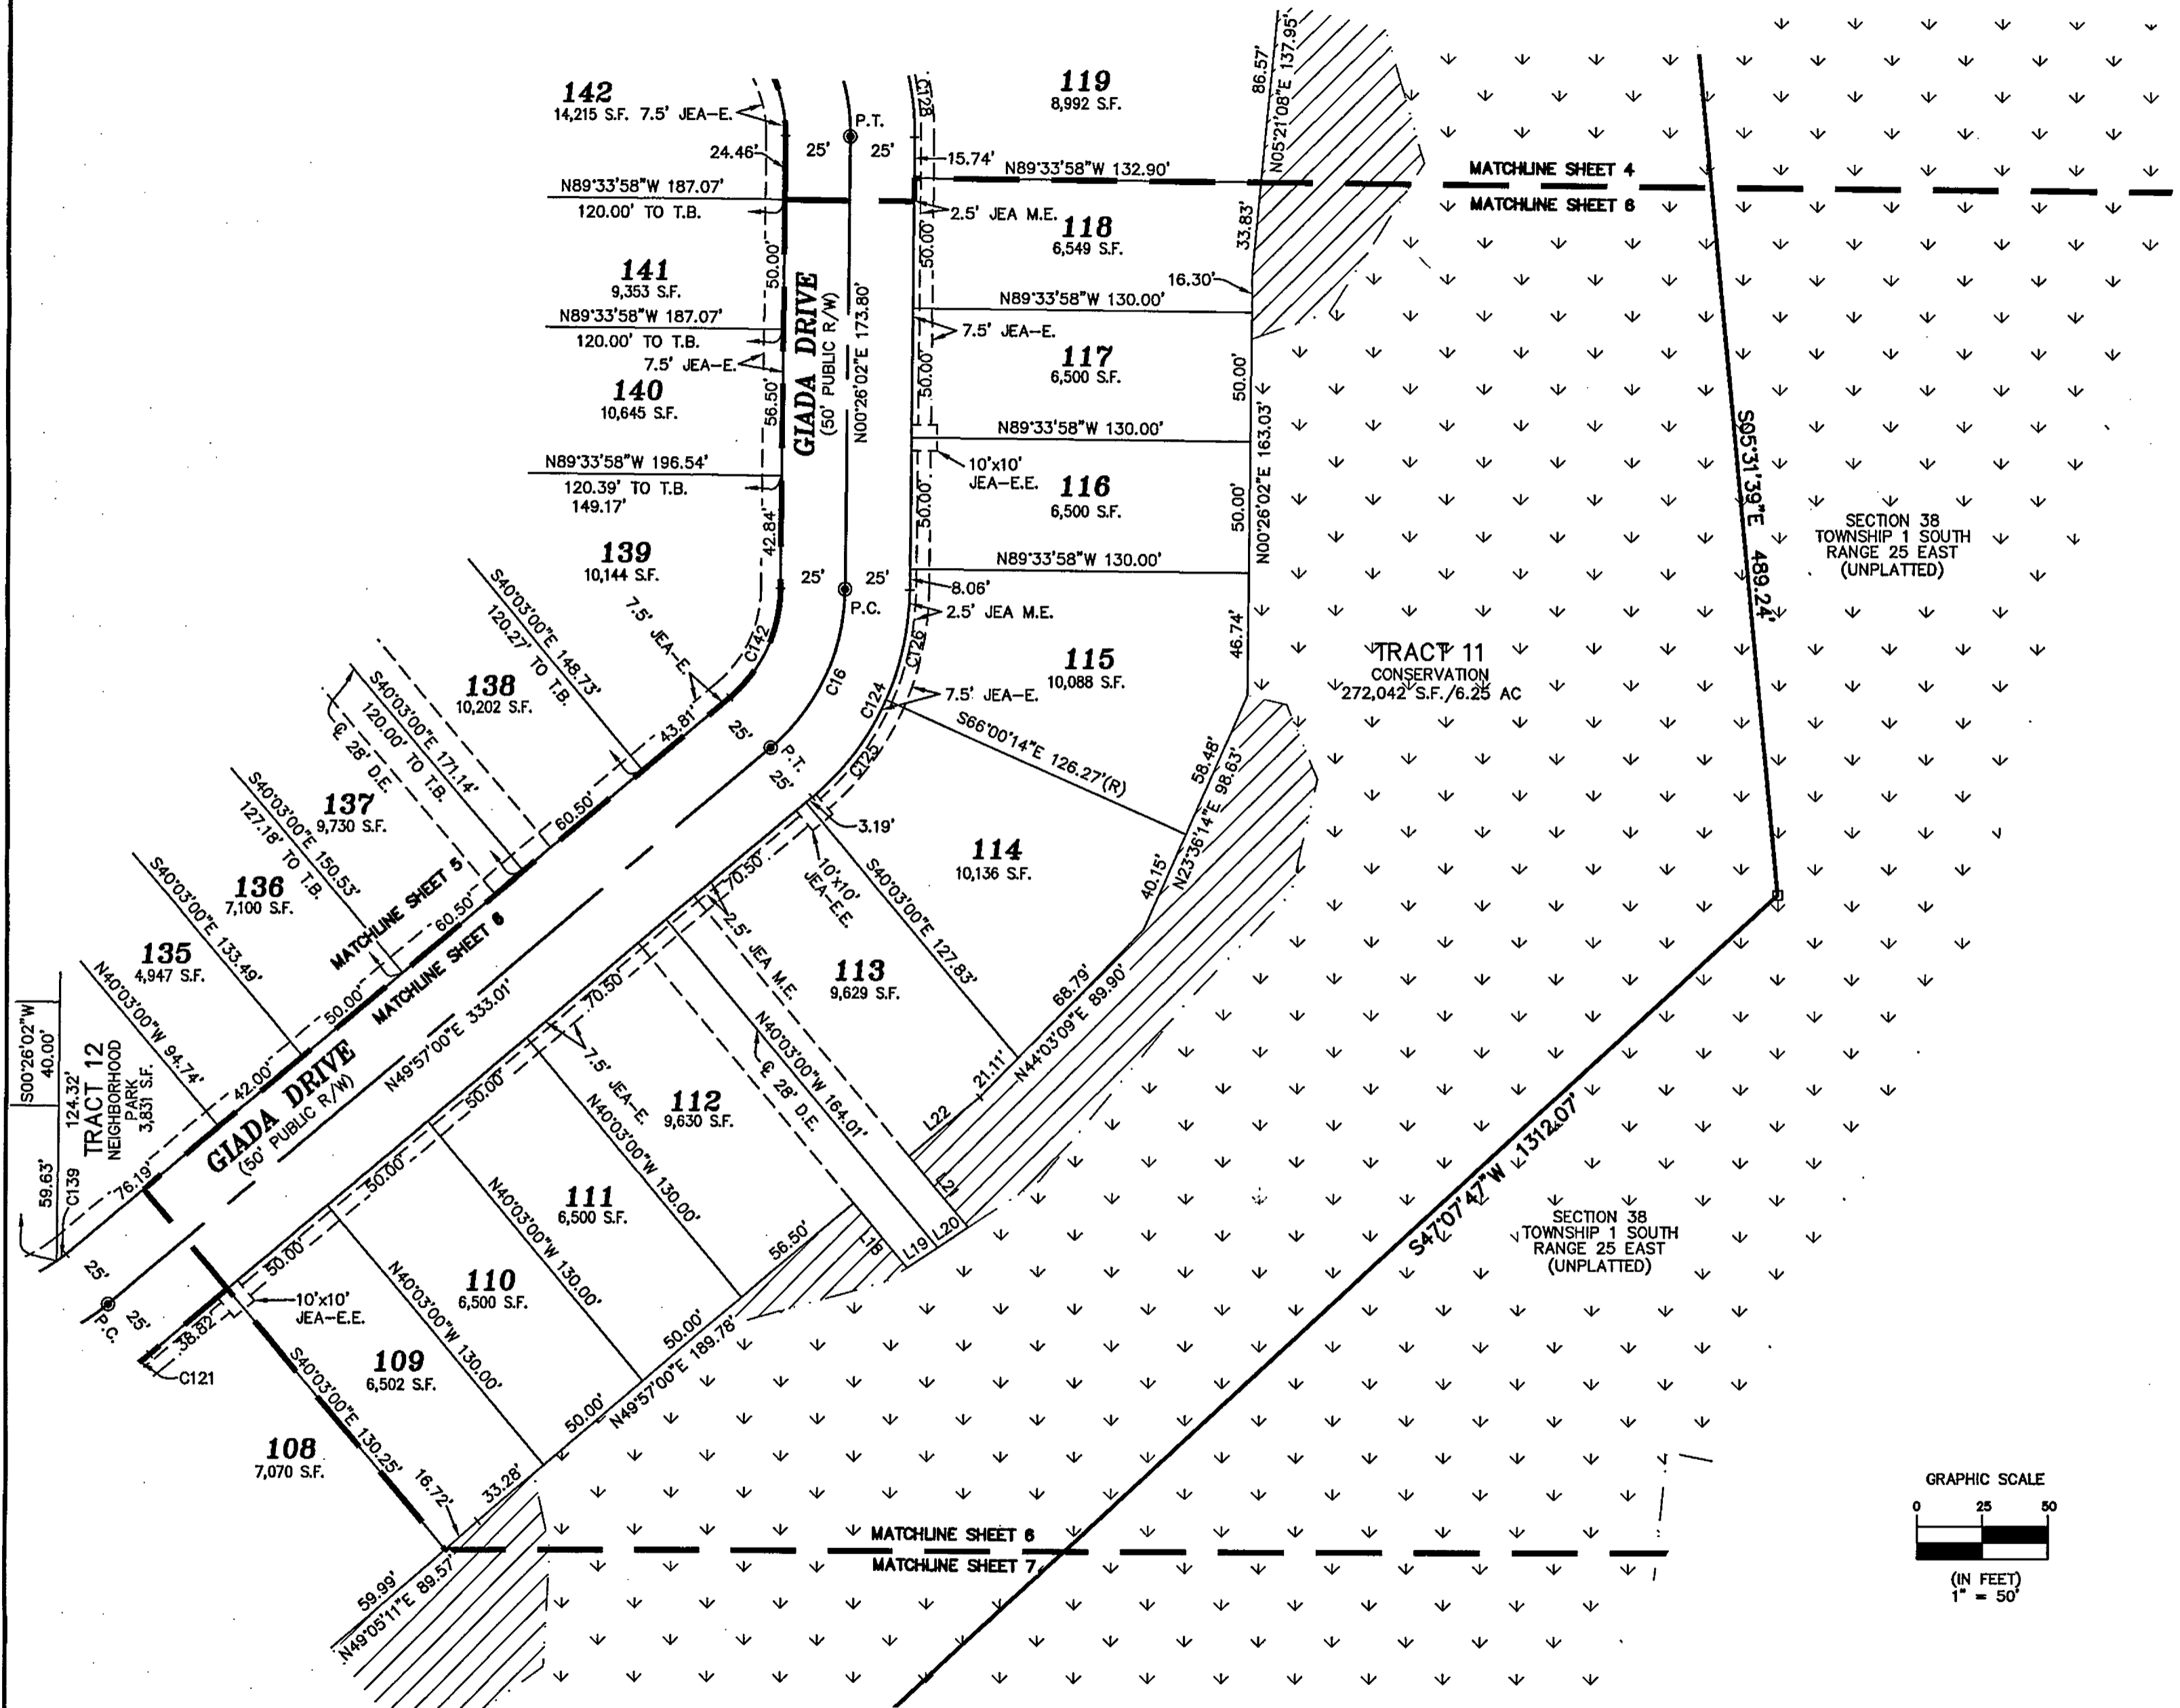 142
14,215 S.F.
7.5' JEA-E.
24.46'
N89°33'58"W 187.07'
120.00' TO T.B.
P.T.
25'
25'
C128
15.74'
119
8,992 S.F.
N89°33'58"W 132.90'
86.57'
N05°21'08"E 137.95'
MATCHLINE SHEET 4
MATCHLINE SHEET 6
2.5' JEA M.E.
118
6,549 S.F.
33.83'
16.30'
50.00'
50.00'
141
9,353 S.F.
N89°33'58"W 187.07'
120.00' TO T.B.
7.5' JEA-E.
GIADA DRIVE
(50' PUBLIC R/W)
N00°26'02"E 173.80'
N89°33'58"W 130.00'
7.5' JEA-E.
117
6,500 S.F.
50.00'
50.00'
140
10,645 S.F.
56.50'
N89°33'58"W 130.00'
N00°26'02"E 163.03'
N89°33'58"W 196.54'
120.39' TO T.B.
149.17'
10'x10'
JEA-E.E.
116
6,500 S.F.
50.00'
50.00'
42.84'
139
10,144 S.F.
N89°33'58"W 130.00'
25'
25'
P.C.
8.06'
2.5' JEA M.E.
S05°31'39"E 489.24'
SECTION 38
TOWNSHIP 1 SOUTH
RANGE 25 EAST
(UNPLATTED)
TRACT 11
CONSERVATION
272,042 S.F./6.25 AC
S40°03'00"E 148.73'
120.27' TO T.B.
7.5' JEA-E.
C142
C16
C126
C124
C125
115
10,088 S.F.
46.74'
7.5' JEA-E.
S66°00'14"E 126.27'(R)
58.48'
N23°36'14"E 98.63'
40.15'
138
10,202 S.F.
43.81'
25'
P.T.
25'
S40°03'00"E 171.14'
120.00' TO T.B.
℄ 28' D.E.
137
9,730 S.F.
60.50'
3.19'
114
10,136 S.F.
S40°03'00"E 150.53'
127.18' TO T.B.
136
7,100 S.F.
MATCHLINE SHEET 5
MATCHLINE SHEET 6
60.50'
70.50'
10'x10'
JEA-E.E.
S40°03'00"E 127.83'
S40°03'00"E 133.49'
135
4,947 S.F.
50.00'
2.5' JEA M.E.
113
9,629 S.F.
68.79'
N44°03'09"E 89.90'
21.11'
N40°03'00"W 94.74'
42.00'
N49°57'00"E 333.01'
70.50'
N40°03'00"W 164.01'
℄ 28' D.E.
L22
L21
L20
L19
L18
S00°26'02"W
40.00'
124.32'
TRACT 12
NEIGHBORHOOD
PARK
3,831 S.F.
59.63'
C139
76.19'
GIADA DRIVE
(50' PUBLIC R/W)
50.00'
7.5' JEA-E.
112
9,630 S.F.
N40°03'00"W 130.00'
56.50'
50.00'
111
6,500 S.F.
N40°03'00"W 130.00'
50.00'
S47°07'47"W 1312.07'
SECTION 38
TOWNSHIP 1 SOUTH
RANGE 25 EAST
(UNPLATTED)
25'
P.C.
25'
38.82'
C121
50.00'
10'x10'
JEA-E.E.
110
6,500 S.F.
N40°03'00"W 130.00'
50.00'
N49°57'00"E 189.78'
109
6,502 S.F.
S40°03'00"E 130.25'
108
7,070 S.F.
16.72'
33.28'
59.99'
N49°05'11"E 89.57'
MATCHLINE SHEET 6
MATCHLINE SHEET 7
GRAPHIC SCALE
0 25 50
(IN FEET)
1" = 50'